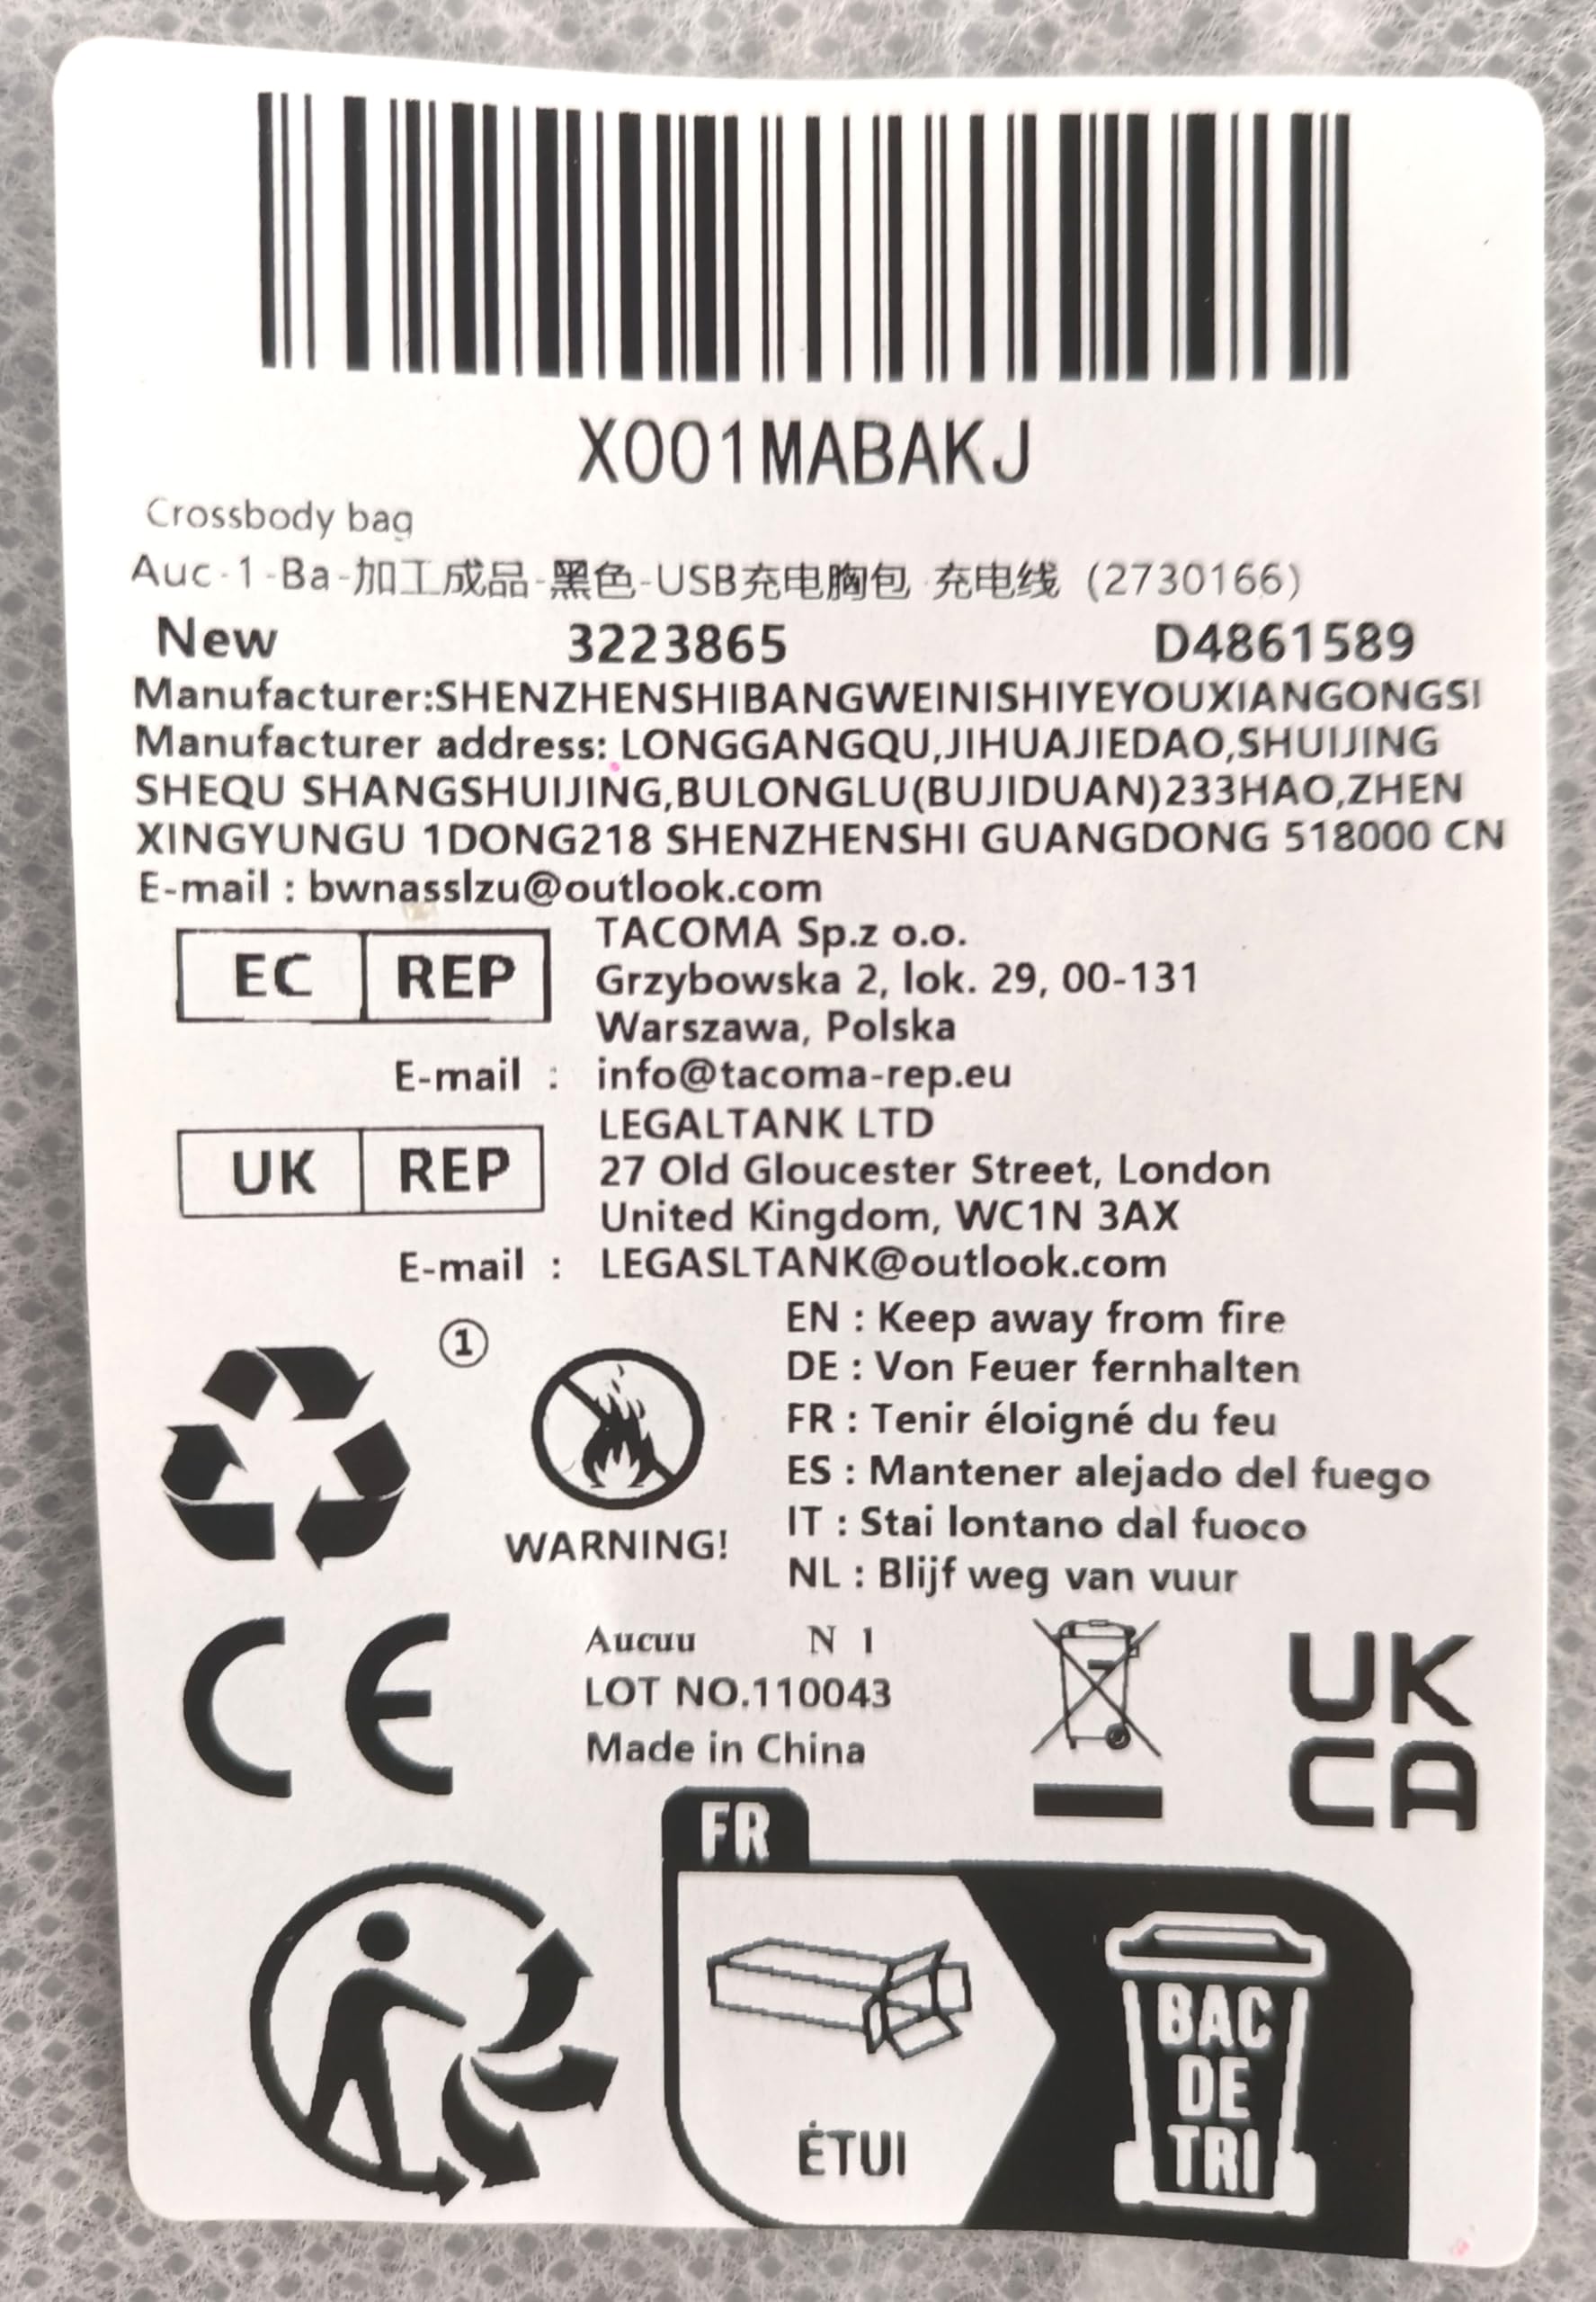 X001MABAKJ
Crossbody bag
Auc-1-Ba-加工成品-黑色-USB充电胸包 充电线 (2730166)
New 3223865 D4861589
Manufacturer:SHENZHENSHIBANGWEINISHIYEYOUXIANGONGSI
Manufacturer address: LONGGANGQU,JIHUAJIEDAO,SHUIJING
SHEQU SHANGSHUIJING,BULONGLU(BUJIDUAN)233HAO,ZHEN
XINGYUNGU 1DONG218 SHENZHENSHI GUANGDONG 518000 CN
E-mail : bwnasslzu@outlook.com
EC REP
TACOMA Sp.z o.o.
Grzybowska 2, lok. 29, 00-131
Warszawa, Polska
E-mail : info@tacoma-rep.eu
UK REP
LEGALTANK LTD
27 Old Gloucester Street, London
United Kingdom, WC1N 3AX
E-mail : LEGASLTANK@outlook.com
①
WARNING!
EN : Keep away from fire
DE : Von Feuer fernhalten
FR : Tenir éloigné du feu
ES : Mantener alejado del fuego
IT : Stai lontano dal fuoco
NL : Blijf weg van vuur
CE
Aucuu N 1
LOT NO.110043
Made in China
UK
CA
FR
ÉTUI
BAC
DE
TRI